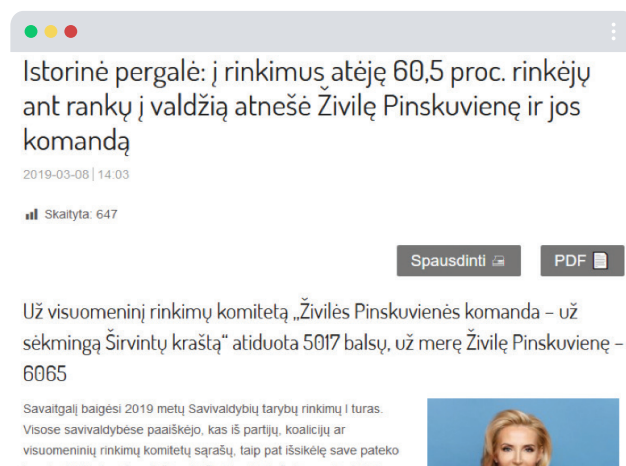 Istorinė pergalė: į rinkimus atėję 60,5 proc. rinkėjų
ant rankų į valdžią atnešė Živilę Pinskuvienę ir jos
komandą
2019-03-08 | 14:03
Skaityta: 647
Spausdinti
PDF
Už visuomeninį rinkimų komitetą „Živilės Pinskuvienės komanda – už
sėkmingą Širvintų kraštą“ atiduota 5017 balsų, už merę Živilę Pinskuvienę –
6065
Savaitgalį baigėsi 2019 metų Savivaldybių tarybų rinkimų I turas.
Visose savivaldybėse paaiškėjo, kas iš partijų, koalicijų ar
visuomeninių rinkimų komitetų sąrašų, taip pat išsikėlę save pateko